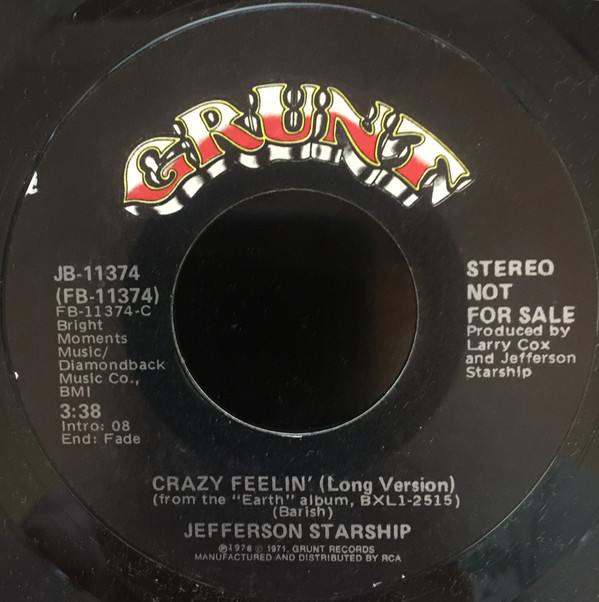 GRUNT
JB-11374
(FB-11374)
FB-11374-C
Bright
Moments
Music/
Diamondback
Music Co.,
BMI
3:38
Intro: 08
End: Fade
STEREO
NOT
FOR SALE
Produced by
Larry Cox
and Jefferson
Starship
CRAZY FEELIN' (Long Version)
(from the "Earth" album, BXL1-2515)
(Barish)
JEFFERSON STARSHIP
℗1978 © 1971, GRUNT RECORDS
MANUFACTURED AND DISTRIBUTED BY RCA